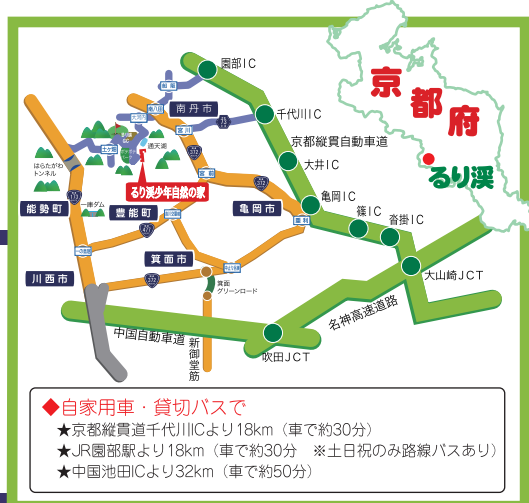 園部IC
京都府
るり渓
南丹市
千代川IC
宮川
通天湖
京都縦貫自動車道
大井IC
はらたがわ
トンネル
るり渓少年自然の家
能勢町
一庫ダム
豊能町
亀岡市
亀岡IC
篠IC
沓掛IC
箕面市
川西市
箕面
グリーンロード
大山崎JCT
名神高速道路
中国自動車道
新御堂筋
吹田JCT
◆自家用車・貸切バスで
★京都縦貫道千代川ICより18km（車で約30分）
★JR園部駅より18km（車で約30分　※土日祝のみ路線バスあり）
★中国池田ICより32km（車で約50分）